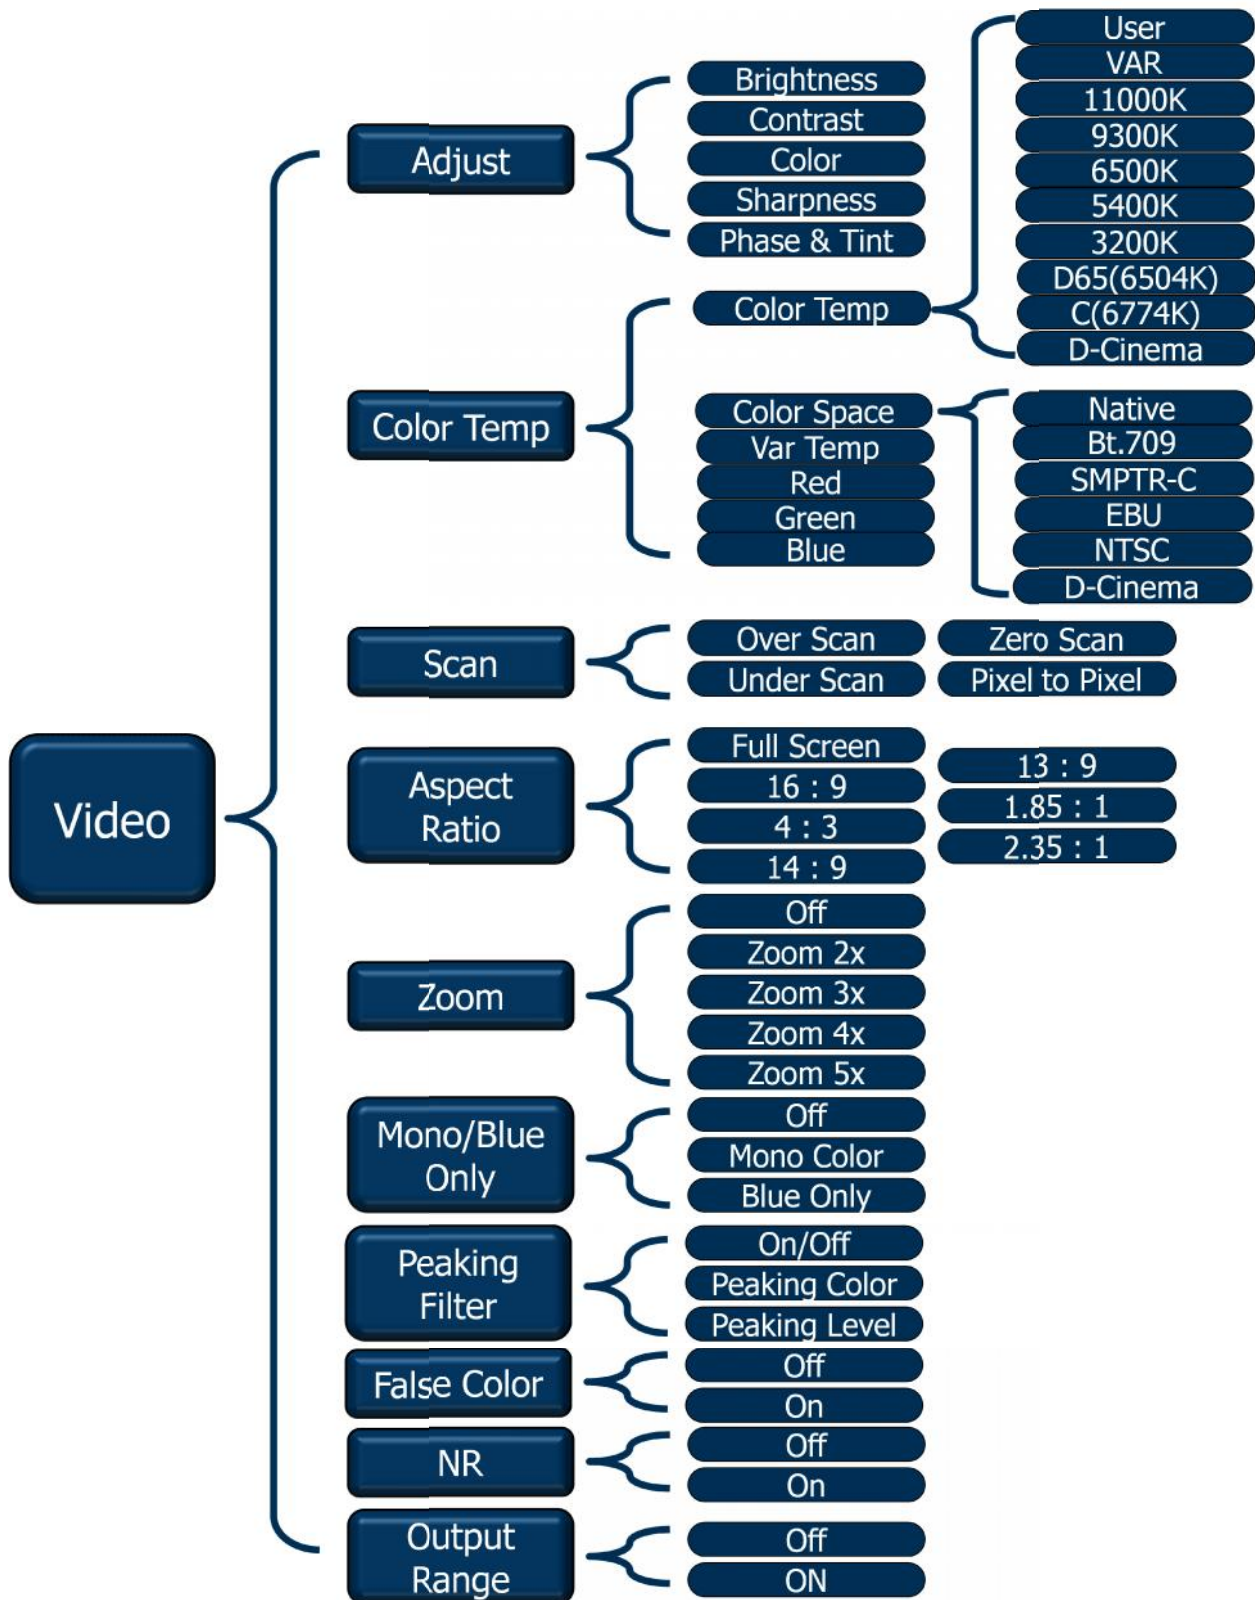 Video
Adjust
Brightness
Contrast
Color
Sharpness
Phase & Tint
Color Temp
Color Temp
User
VAR
11000K
9300K
6500K
5400K
3200K
D65(6504K)
C(6774K)
D-Cinema
Color Space
Native
Bt.709
SMPTR-C
EBU
NTSC
D-Cinema
Var Temp
Red
Green
Blue
Scan
Over Scan
Under Scan
Zero Scan
Pixel to Pixel
Aspect
Ratio
Full Screen
16 : 9
4 : 3
14 : 9
13 : 9
1.85 : 1
2.35 : 1
Zoom
Off
Zoom 2x
Zoom 3x
Zoom 4x
Zoom 5x
Mono/Blue
Only
Off
Mono Color
Blue Only
Peaking
Filter
On/Off
Peaking Color
Peaking Level
False Color
Off
On
NR
Off
On
Output
Range
Off
ON